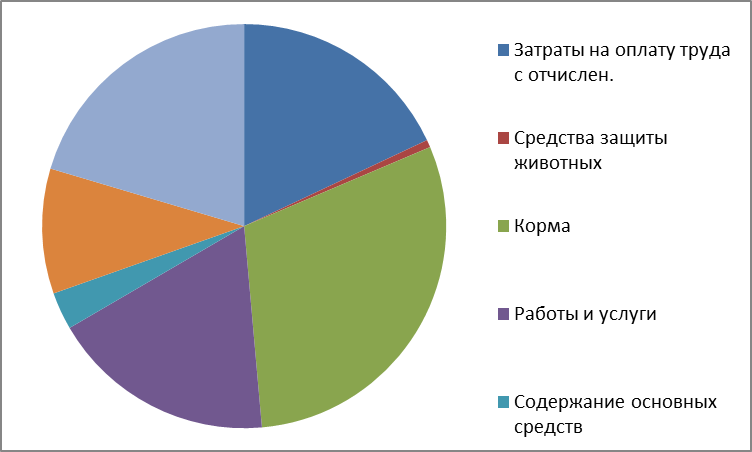 Затраты на оплату труда
с отчислен.
Средства защиты
животных
Корма
Работы и услуги
Содержание основных
средств